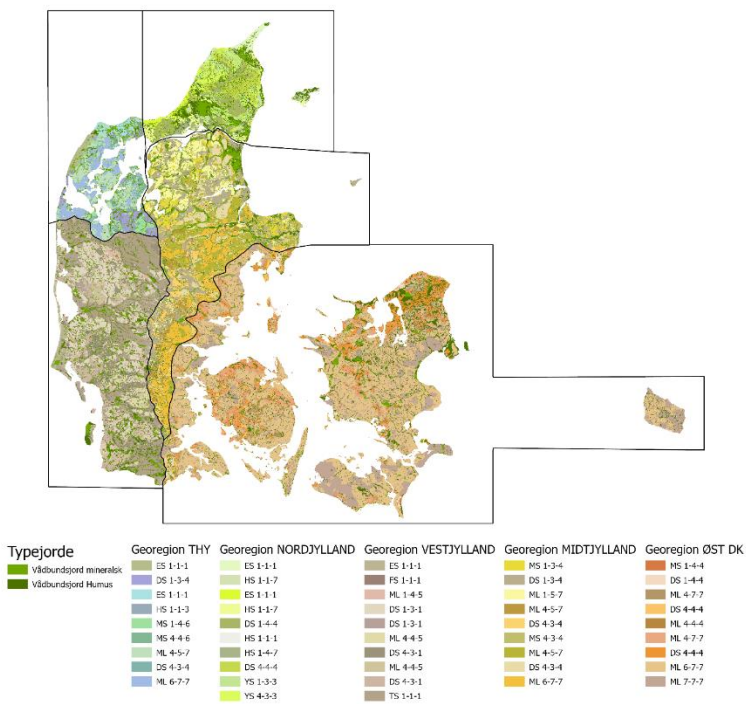 Typejorde
Vådbundsjord mineralsk
Vådbundsjord Humus
Georegion THY
ES 1-1-1
DS 1-3-4
ES 1-1-1
HS 1-1-3
MS 1-4-6
MS 4-4-6
ML 4-5-7
DS 4-3-4
ML 6-7-7
Georegion NORDJYLLAND
ES 1-1-1
HS 1-1-7
ES 1-1-1
HS 1-1-7
DS 1-4-4
HS 1-1-1
HS 1-4-7
DS 4-4-4
YS 1-3-3
YS 4-3-3
Georegion VESTJYLLAND
ES 1-1-1
FS 1-1-1
ML 1-4-5
DS 1-3-1
DS 1-3-1
ML 4-4-5
DS 4-3-1
ML 4-4-5
DS 4-3-1
TS 1-1-1
Georegion MIDTJYLLAND
MS 1-3-4
DS 1-3-4
ML 1-5-7
ML 4-5-7
DS 4-3-4
MS 4-3-4
ML 4-5-7
DS 4-3-4
ML 6-7-7
Georegion ØST DK
MS 1-4-4
DS 1-4-4
ML 4-7-7
DS 4-4-4
ML 4-4-4
ML 4-7-7
DS 4-4-4
ML 6-7-7
ML 7-7-7